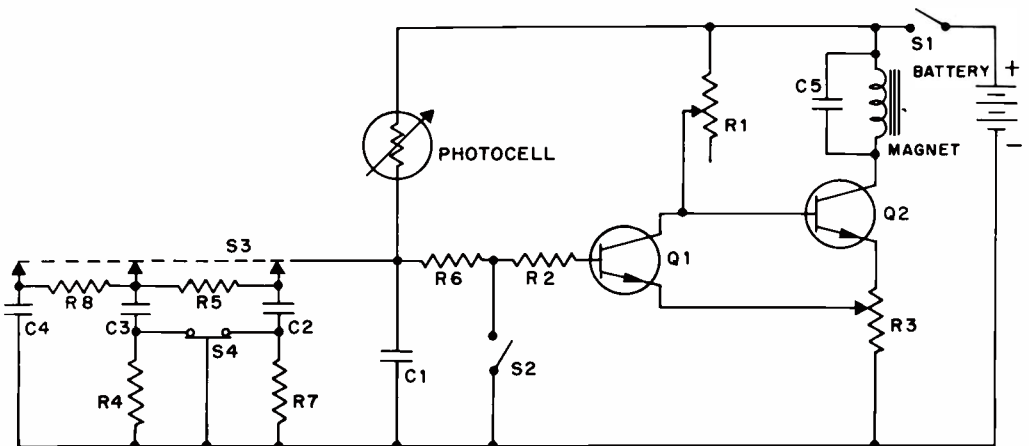 S1
BATTERY +
C5
R1
MAGNET
-
PHOTOCELL
Q2
S3
Q1
R6
R2
R8
R5
R3
C4
C3
C2
S4
C1
S2
R4
R7